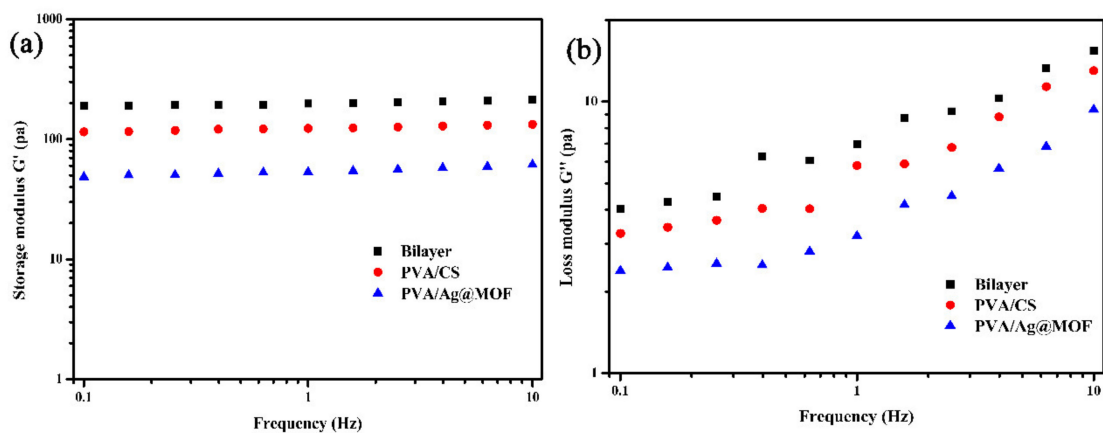 (a)
Storage modulus G' (pa)
1000
100
10
1
Bilayer
PVA/CS
PVA/Ag@MOF
0.1
1
10
Frequency (Hz)
(b)
Loss modulus G'' (pa)
10
1
Bilayer
PVA/CS
PVA/Ag@MOF
0.1
1
10
Frequency (Hz)